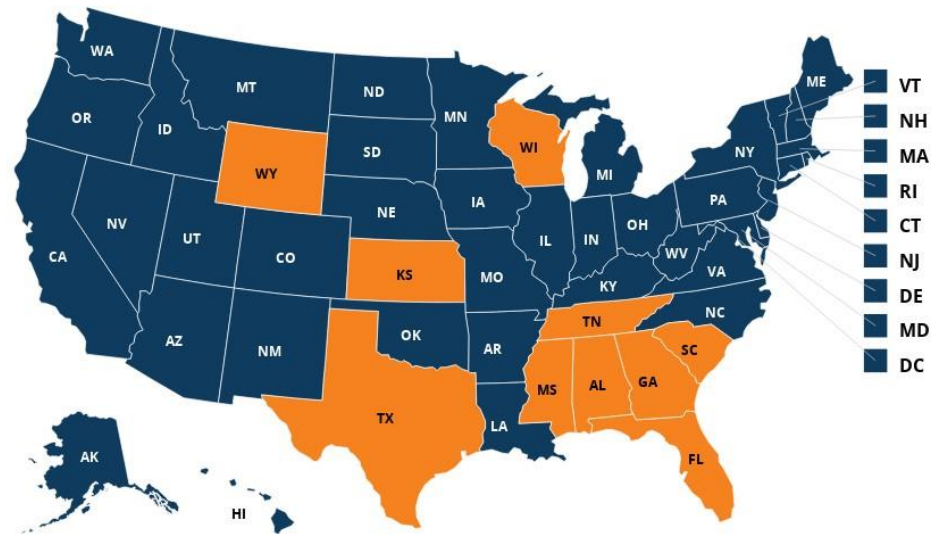 WA
MT
ND
MN
ME
VT
OR
ID
WY
SD
WI
MI
NY
NH
MA
RI
CT
NV
UT
NE
IA
PA
NJ
CA
CO
KS
MO
IL
IN
OH
WV
VA
KY
DE
MD
DC
AZ
NM
OK
AR
TN
NC
SC
TX
LA
MS
AL
GA
FL
AK
HI